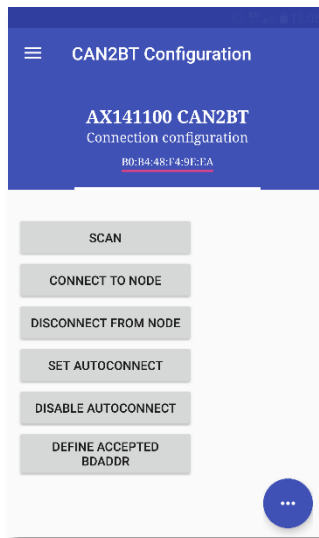 CAN2BT Configuration
AX141100 CAN2BT
Connection configuration
B0:B4:48:F4:9E:EA
SCAN
CONNECT TO NODE
DISCONNECT FROM NODE
SET AUTOCONNECT
DISABLE AUTOCONNECT
DEFINE ACCEPTED
BDADDR